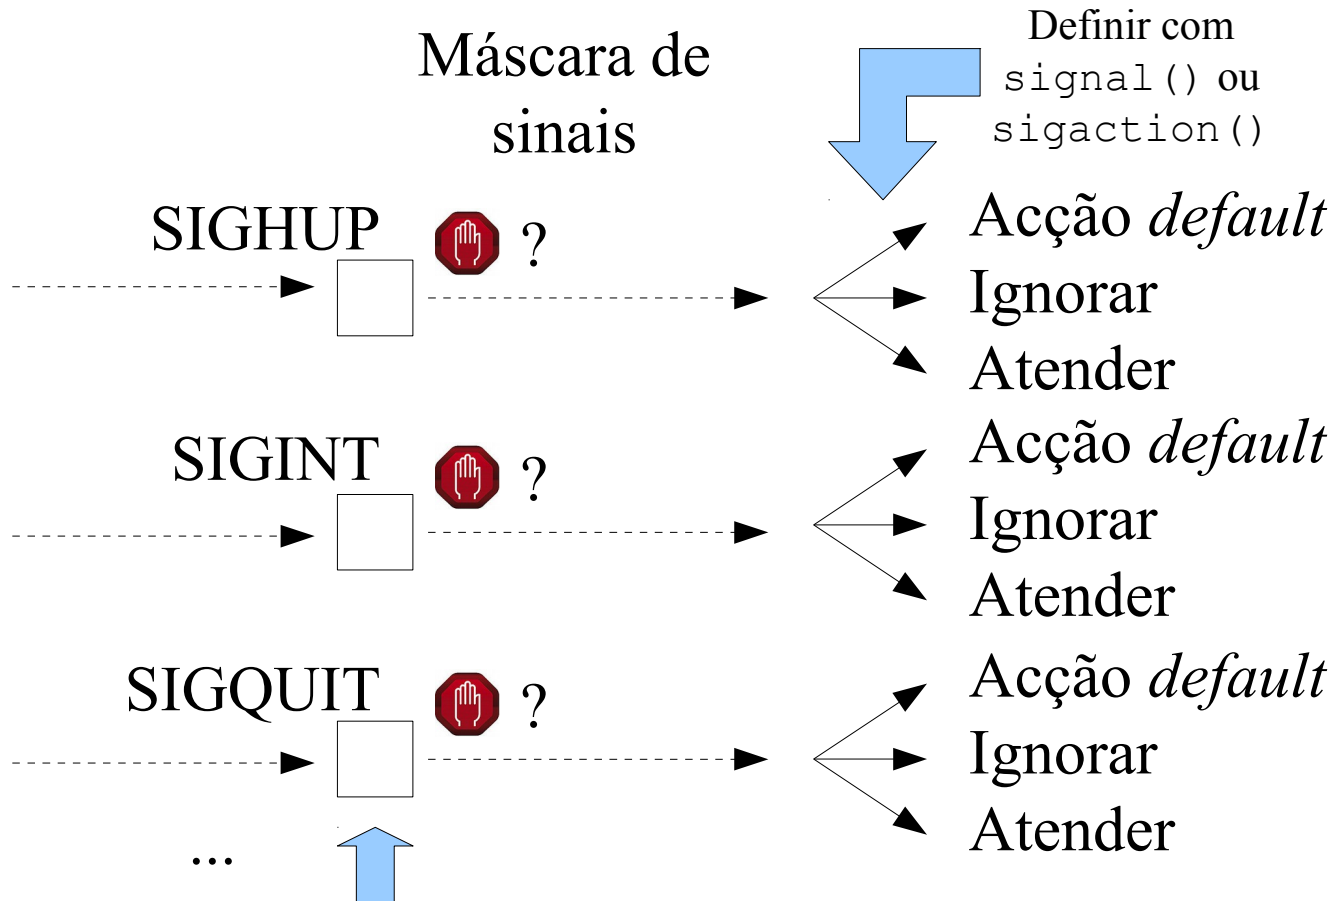 Máscara de
sinais
Definir com
signal() ou
sigaction()
SIGHUP
?
Acção default
Ignorar
Atender
SIGINT
?
Acção default
Ignorar
Atender
SIGQUIT
?
Acção default
Ignorar
Atender
...